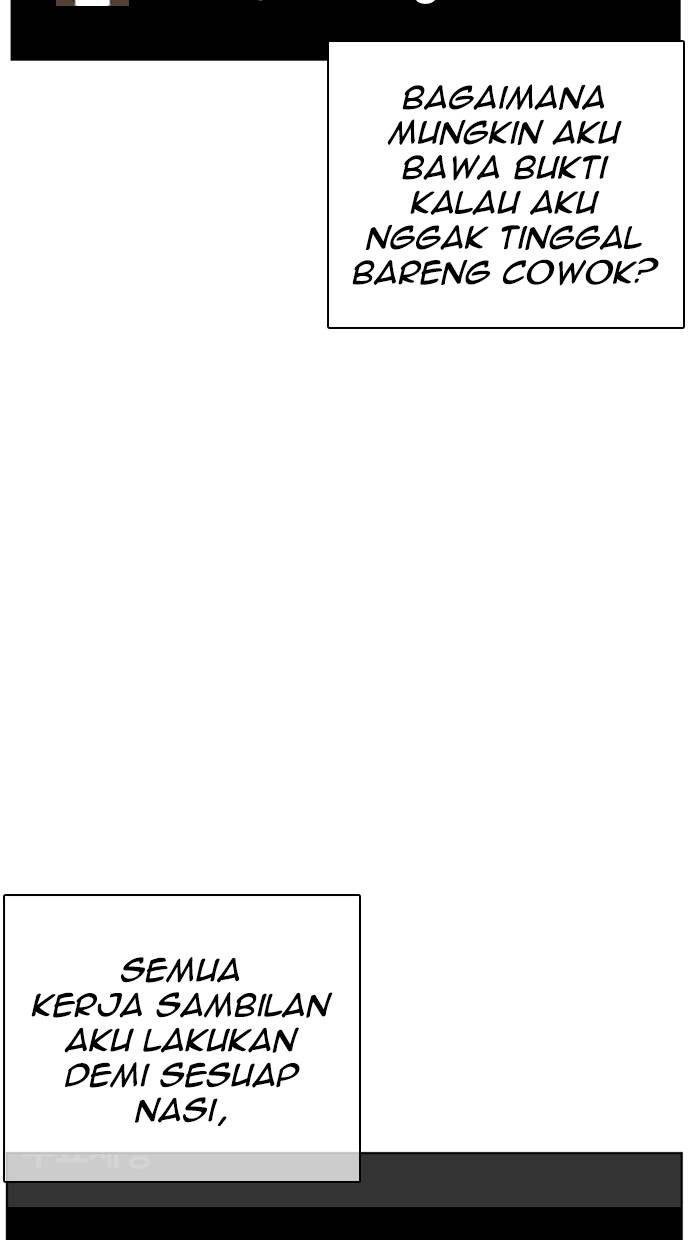 BAGAIMANA
MUNGKIN AKU
BAWA BUKTI
KALAU AKU
NGGAK TINGGAL
BARENG COWOK?
SEMUA
KERJA SAMBILAN
AKU LAKUKAN
DEMI SESUAP
NASI,